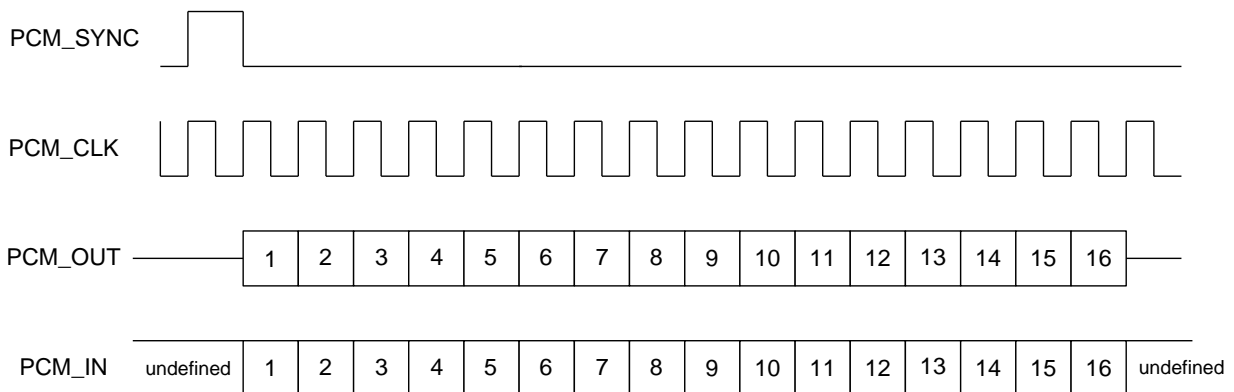 PCM_SYNC
PCM_CLK
PCM_OUT 1 2 3 4 5 6 7 8 9 10 11 12 13 14 15 16
PCM_IN undefined 1 2 3 4 5 6 7 8 9 10 11 12 13 14 15 16 undefined